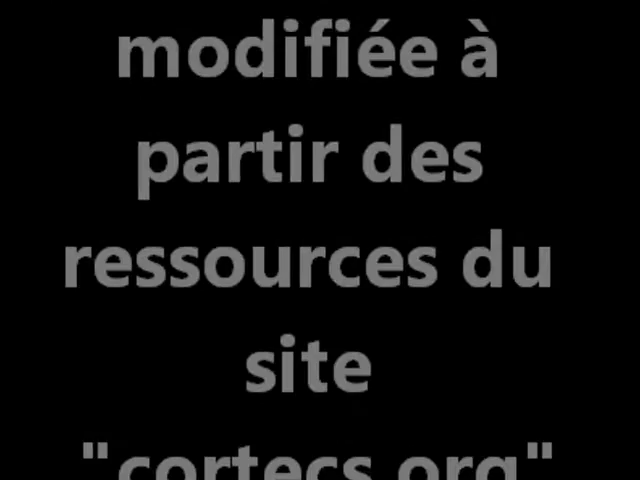 modifiée à
partir des
ressources du
site
"cortecs.org"